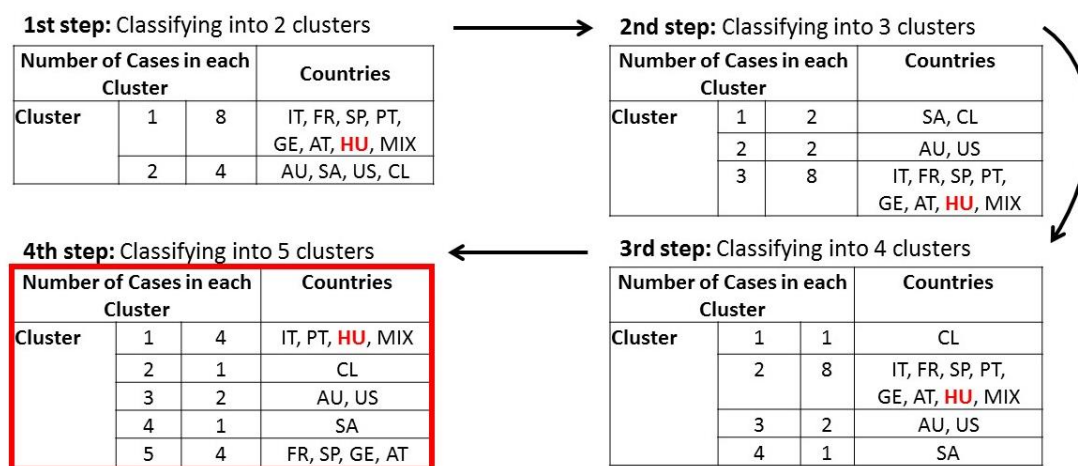 1st step: Classifying into 2 clusters
Number of Cases in each
Cluster
Countries
Cluster 1 8 IT, FR, SP, PT,
GE, AT, HU, MIX
2 4 AU, SA, US, CL
2nd step: Classifying into 3 clusters
Number of Cases in each
Cluster
Countries
Cluster 1 2 SA, CL
2 2 AU, US
3 8 IT, FR, SP, PT,
GE, AT, HU, MIX
3rd step: Classifying into 4 clusters
Number of Cases in each
Cluster
Countries
Cluster 1 1 CL
2 8 IT, FR, SP, PT,
GE, AT, HU, MIX
3 2 AU, US
4 1 SA
4th step: Classifying into 5 clusters
Number of Cases in each
Cluster
Countries
Cluster 1 4 IT, PT, HU, MIX
2 1 CL
3 2 AU, US
4 1 SA
5 4 FR, SP, GE, AT